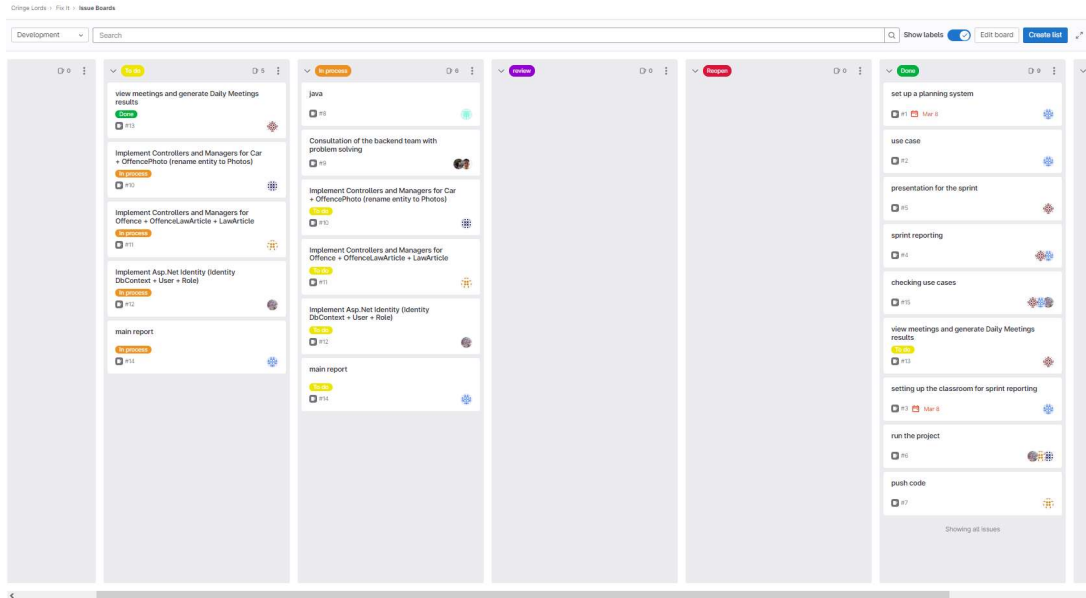 Cringe Lords > Fix It > Issue Boards
Development
Search
Show labels
Edit board
Create list
0
To do
5
view meetings and generate Daily Meetings
results
Done
#13
Implement Controllers and Managers for Car
+ OffencePhoto (rename entity to Photos)
In process
#10
Implement Controllers and Managers for
Offence + OffenceLawArticle + LawArticle
In process
#11
Implement Asp.Net Identity (Identity
DbContext + User + Role)
In process
#12
main report
In process
#14
In process
6
java
#8
Consultation of the backend team with
problem solving
#9
Implement Controllers and Managers for Car
+ OffencePhoto (rename entity to Photos)
To do
#10
Implement Controllers and Managers for
Offence + OffenceLawArticle + LawArticle
To do
#11
Implement Asp.Net Identity (Identity
DbContext + User + Role)
To do
#12
main report
To do
#14
review
0
Reopen
0
Done
9
set up a planning system
#1 Mar 8
use case
#2
presentation for the sprint
#5
sprint reporting
#4
checking use cases
#15
view meetings and generate Daily Meetings
results
To do
#13
setting up the classroom for sprint reporting
#3 Mar 8
run the project
#6
push code
#7
Showing all issues